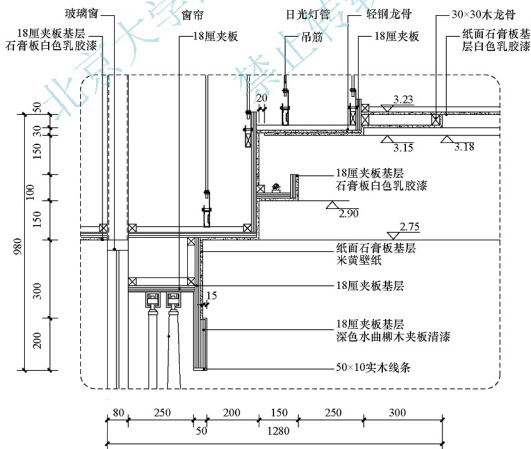 玻璃窗
窗帘
日光灯管
轻钢龙骨
30×30木龙骨
18厘夹板基层
石膏板白色乳胶漆
18厘夹板
吊筋
18厘夹板
纸面石膏板基
层白色乳胶漆
北京大学
禁止传
20
3.23
3.15
3.18
50
30
150
100
150
300
200
980
18厘夹板基层
石膏板白色乳胶漆
2.90
2.75
纸面石膏板基层
米黄壁纸
15
18厘夹板基层
18厘夹板基层
深色水曲柳木夹板清漆
50×10实木线条
80
250
200
150
250
300
50
1280